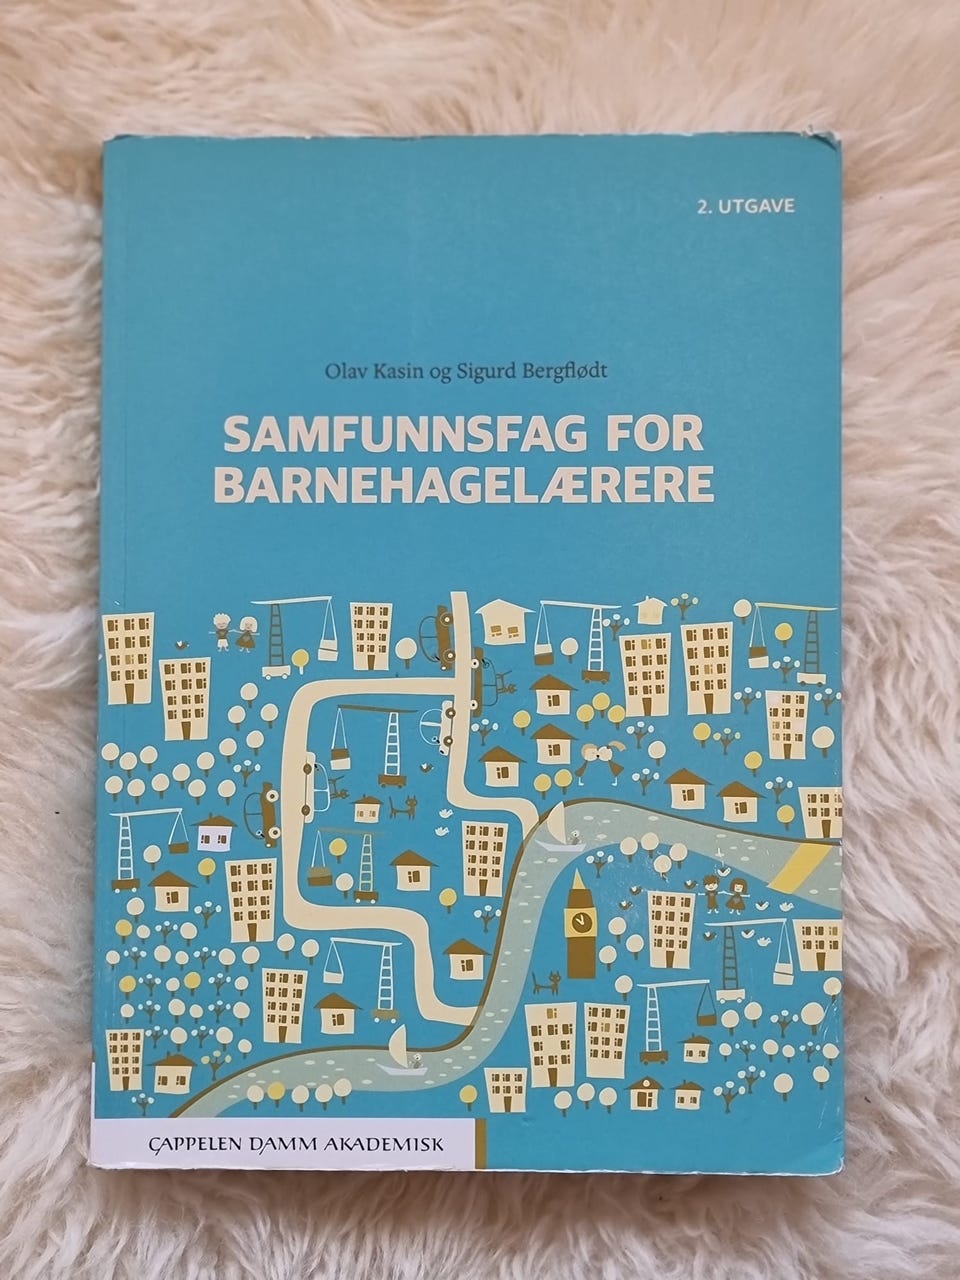 2. UTGAVE
Olav Kasin og Sigurd Bergflødt
SAMFUNNSFAG FOR
BARNEHAGELÆRERE
CAPPELEN DAMM AKADEMISK